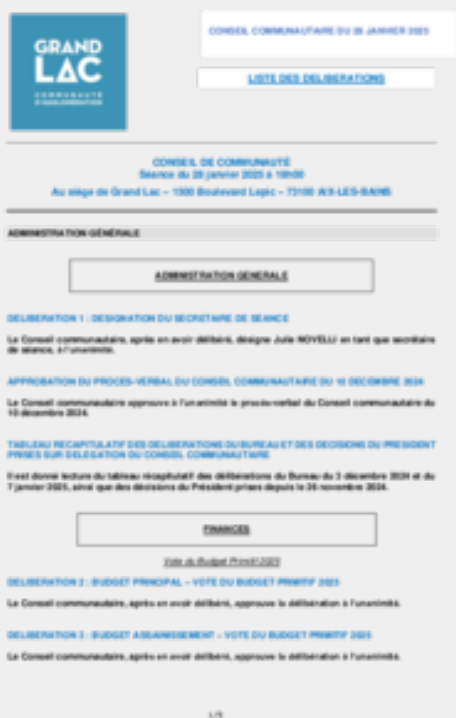 GRAND
LAC
COMMUNAUTÉ
D'AGGLOMÉRATION
CONSEIL COMMUNAUTAIRE DU 28 JANVIER 2025
LISTE DES DELIBERATIONS
CONSEIL DE COMMUNAUTÉ
Séance du 28 janvier 2025 à 18h00
Au siège de Grand Lac – 1500 Boulevard Lepic – 73100 AIX-LES-BAINS
ADMINISTRATION GÉNÉRALE
ADMINISTRATION GENERALE
DELIBERATION 1 : DESIGNATION DU SECRETAIRE DE SEANCE
Le Conseil communautaire, après en avoir délibéré, désigne Julie NOVELLI en tant que secrétaire
de séance, à l'unanimité.
APPROBATION DU PROCES-VERBAL DU CONSEIL COMMUNAUTAIRE DU 10 DECEMBRE 2024
Le Conseil communautaire approuve à l'unanimité le procès-verbal du Conseil communautaire du
10 décembre 2024.
TABLEAU RECAPITULATIF DES DELIBERATIONS DU BUREAU ET DES DECISIONS DU PRESIDENT
PRISES SUR DELEGATION DU CONSEIL COMMUNAUTAIRE
Il est donné lecture du tableau récapitulatif des délibérations du Bureau du 3 décembre 2024 et du
7 janvier 2025, ainsi que des décisions du Président prises depuis le 26 novembre 2024.
FINANCES
Vote du Budget Primitif 2025
DELIBERATION 2 : BUDGET PRINCIPAL – VOTE DU BUDGET PRIMITIF 2025
Le Conseil communautaire, après en avoir délibéré, approuve la délibération à l'unanimité.
DELIBERATION 3 : BUDGET ASSAINISSEMENT – VOTE DU BUDGET PRIMITIF 2025
Le Conseil communautaire, après en avoir délibéré, approuve la délibération à l'unanimité.